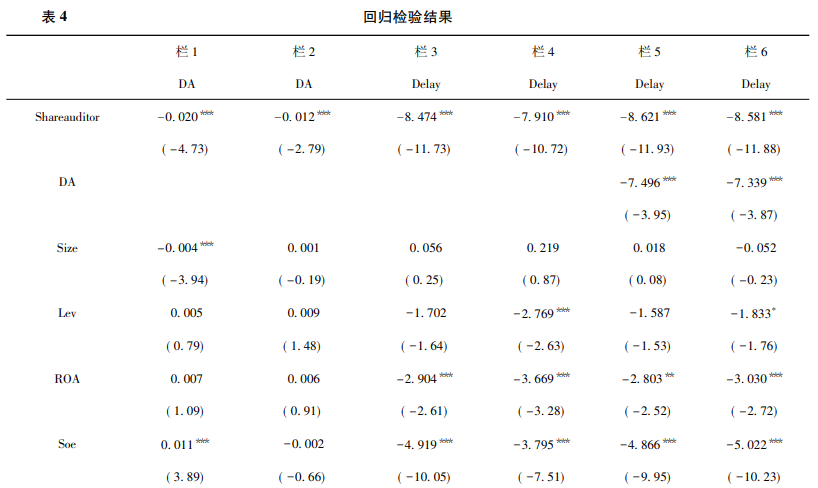 表 4 回归检验结果
栏 1 栏 2 栏 3 栏 4 栏 5 栏 6
DA DA Delay Delay Delay Delay
Shareauditor -0. 020*** -0. 012*** -8. 474*** -7. 910*** -8. 621*** -8. 581***
( -4. 73) ( -2. 79) ( -11. 73) ( -10. 72) ( -11. 93) ( -11. 88)
DA -7. 496*** -7. 339***
( -3. 95) ( -3. 87)
Size -0. 004*** 0. 001 0. 056 0. 219 0. 018 -0. 052
( -3. 94) ( -0. 19) ( 0. 25) ( 0. 87) ( 0. 08) ( -0. 23)
Lev 0. 005 0. 009 -1. 702 -2. 769*** -1. 587 -1. 833*
( 0. 79) ( 1. 48) ( -1. 64) ( -2. 63) ( -1. 53) ( -1. 76)
ROA 0. 007 0. 006 -2. 904*** -3. 669*** -2. 803** -3. 030***
( 1. 09) ( 0. 91) ( -2. 61) ( -3. 28) ( -2. 52) ( -2. 72)
Soe 0. 011*** -0. 002 -4. 919*** -3. 795*** -4. 866*** -5. 022***
( 3. 89) ( -0. 66) ( -10. 05) ( -7. 51) ( -9. 95) ( -10. 23)